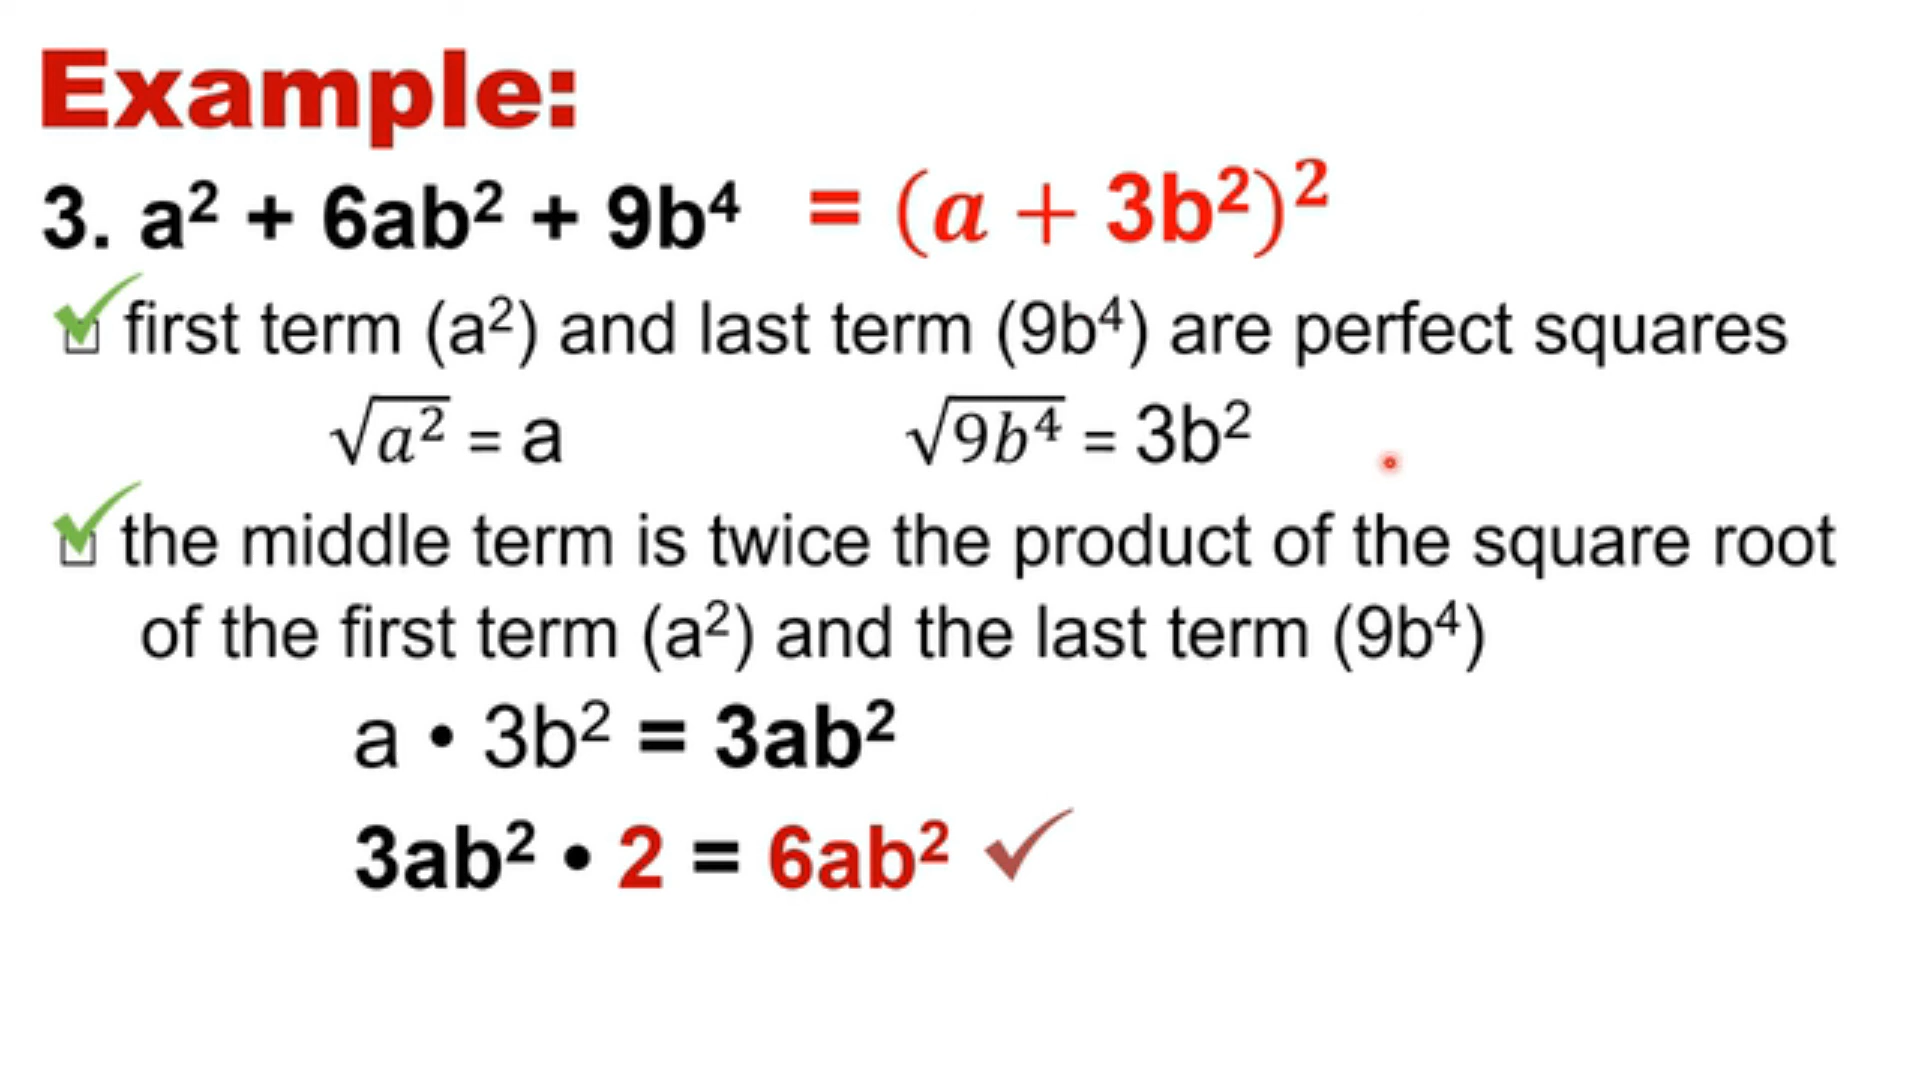 Example:
3. a² + 6ab² + 9b⁴ = (a + 3b²)²
first term (a²) and last term (9b⁴) are perfect squares
√a² = a √9b⁴ = 3b²
the middle term is twice the product of the square root
of the first term (a²) and the last term (9b⁴)
a • 3b² = 3ab²
3ab² • 2 = 6ab²